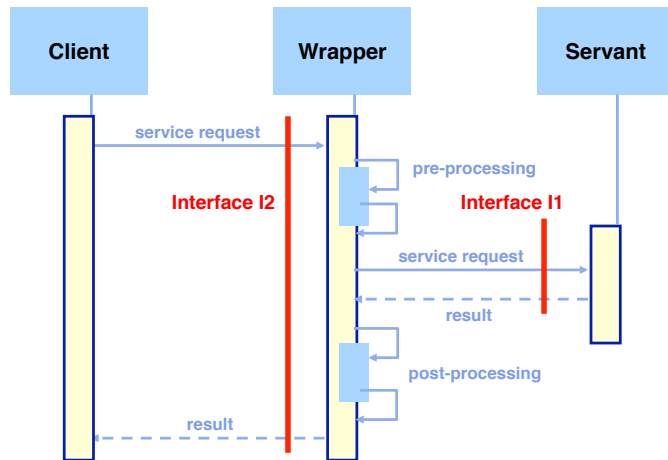 Client
Wrapper
Servant
service request
pre-processing
Interface I2
Interface I1
service request
result
post-processing
result